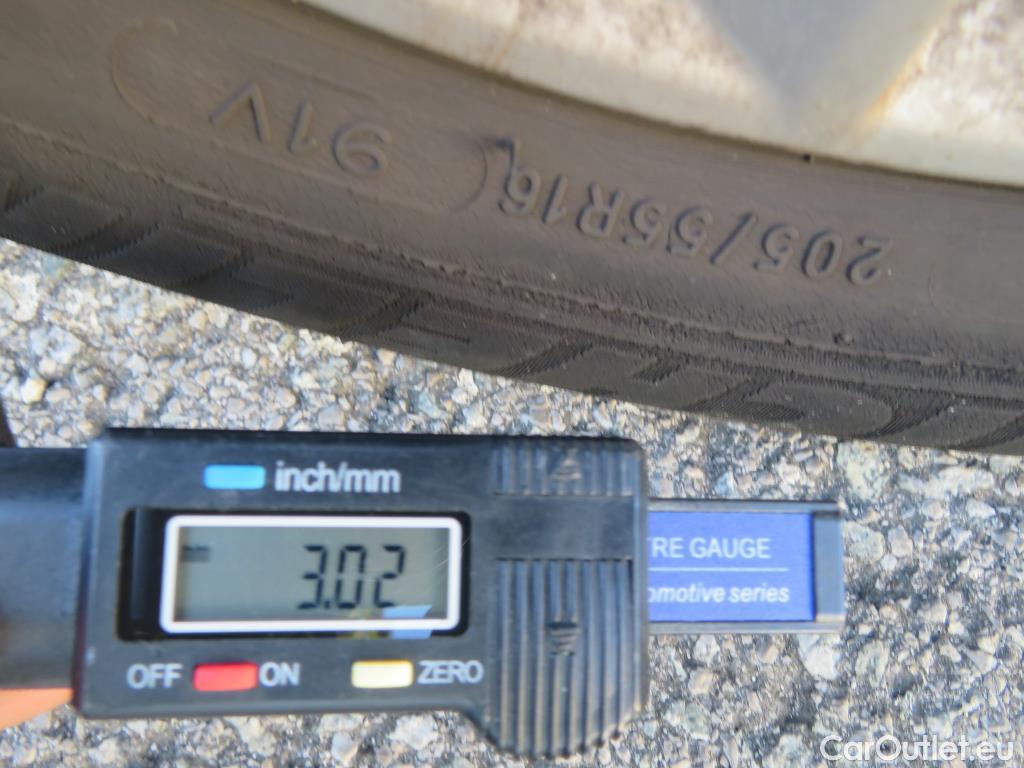 205/55R16 91V
inch/mm
3.02
TRE GAUGE
omotive series
OFF ON ZERO
CarOutlet.eu